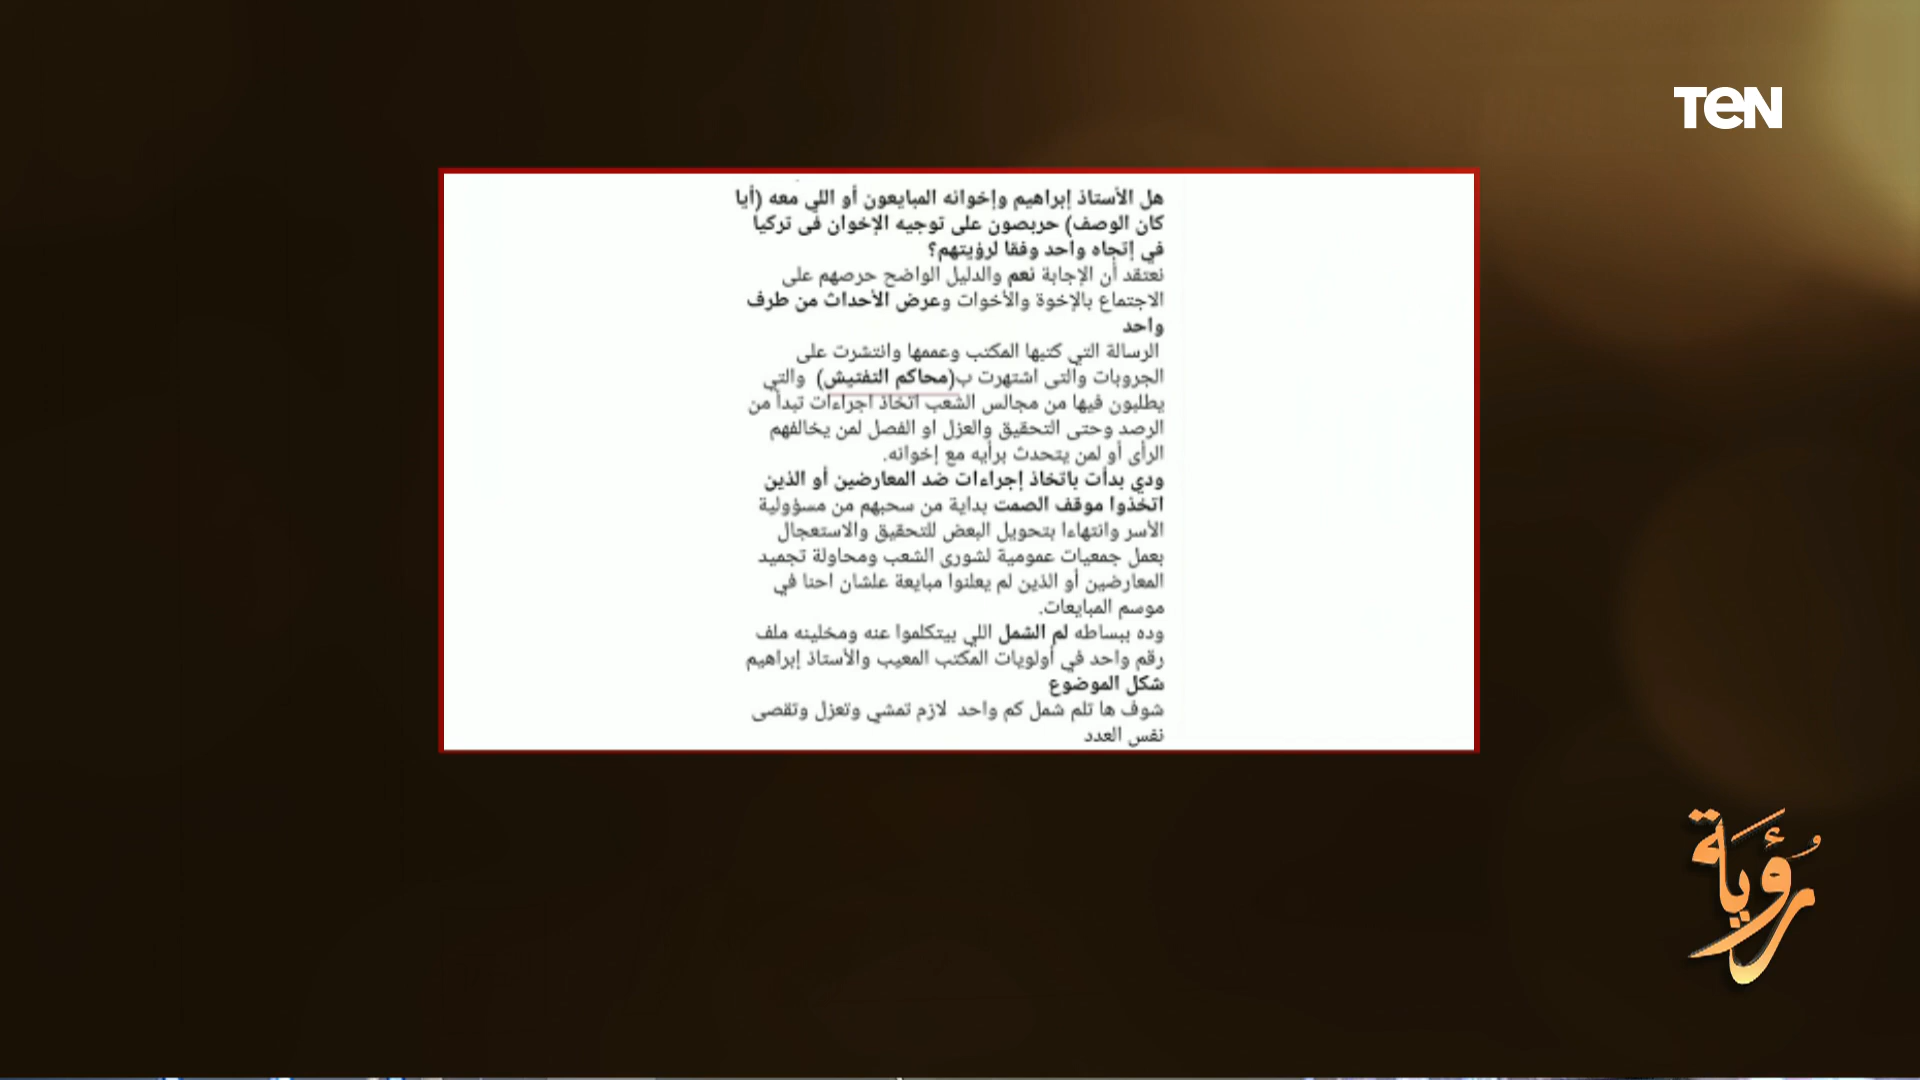 TEN
هل الأستاذ إبراهيم وإخوانه المبايعون أو اللي معه (أيا
كان الوصف) حريصون على توجيه الإخوان فى تركيا
في إتجاه واحد وفقا لرؤيتهم؟
نعتقد أن الإجابة نعم والدليل الواضح حرصهم على
الاجتماع بالإخوة والأخوات وعرض الأحداث من طرف
واحد
الرسالة التي كتبها المكتب وعممها وانتشرت على
الجروبات والتى اشتهرت ب(محاكم التفتيش) والتي
يطلبون فيها من مجالس الشعب اتخاذ اجراءات تبدأ من
الرصد وحتى التحقيق والعزل او الفصل لمن يخالفهم
الرأى أو لمن يتحدث برأيه مع إخوانه.
ودي بدأت باتخاذ إجراءات ضد المعارضين أو الذين
اتخذوا موقف الصمت بداية من سحبهم من مسؤولية
الأسر وانتهاءا بتحويل البعض للتحقيق والاستعجال
بعمل جمعيات عمومية لشورى الشعب ومحاولة تجميد
المعارضين أو الذين لم يعلنوا مبايعة علشان احنا في
موسم المبايعات.
وده ببساطه لم الشمل اللي بيتكلموا عنه ومخلينه ملف
رقم واحد في أولويات المكتب المعيب والأستاذ إبراهيم
شكل الموضوع
شوف ها تلم شمل كم واحد لازم تمشي وتعزل وتقصى
نفس العدد
رؤية